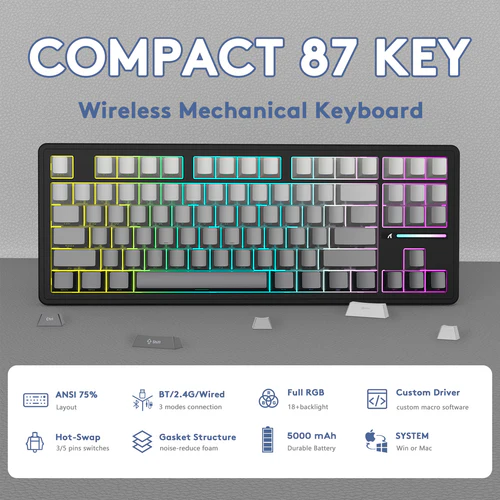 COMPACT 87 KEY
Wireless Mechanical Keyboard
ANSI 75%
Layout
BT/2.4G/Wired
3 modes connection
Full RGB
18+backlight
Custom Driver
custom macro software
Hot-Swap
3/5 pins switches
Gasket Structure
noise-reduce foam
5000 mAh
Durable Battery
SYSTEM
Win or Mac